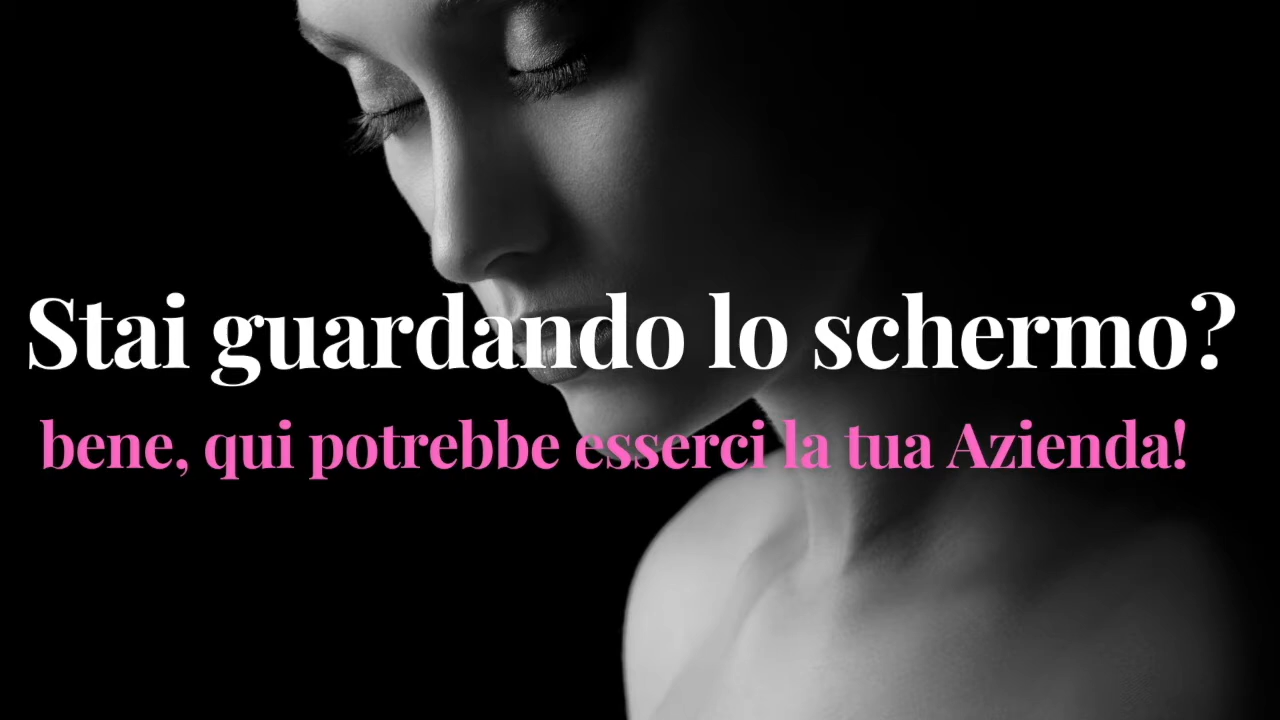 Stai guardando lo schermo?
bene, qui potrebbe esserci la tua Azienda!